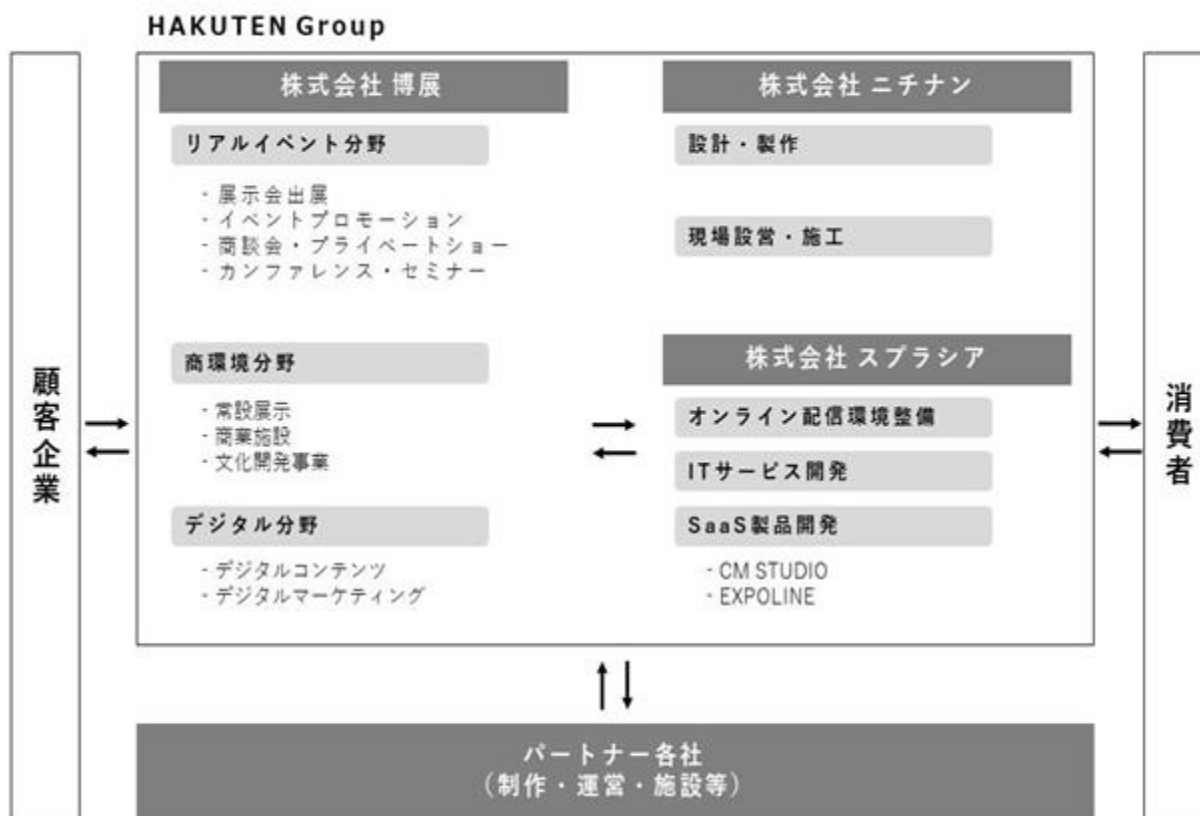 HAKUTEN Group
顧客企業
株式会社 博展
リアルイベント分野
- 展示会出展
- イベントプロモーション
- 商談会・プライベートショー
- カンファレンス・セミナー
商環境分野
- 常設展示
- 商業施設
- 文化開発事業
デジタル分野
- デジタルコンテンツ
- デジタルマーケティング
株式会社 ニチナン
設計・製作
現場設営・施工
株式会社 スプラシア
オンライン配信環境整備
ITサービス開発
SaaS製品開発
- CM STUDIO
- EXPOLINE
消費者
パートナー各社
（制作・運営・施設等）